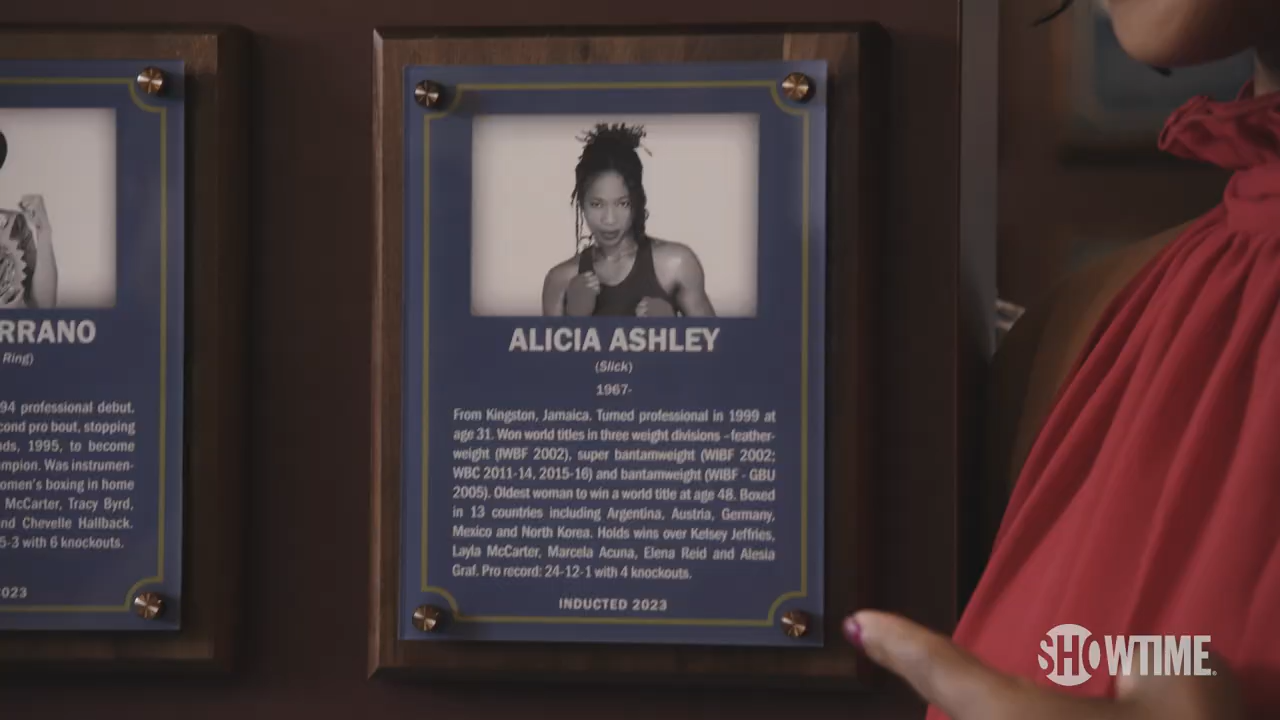 RRANO
Ring)
94 professional debut.
cond pro bout, stopping
ds, 1995, to become
mpion. Was instrumen-
omen's boxing in home
McCarter, Tracy Byrd,
nd Chevelle Hallback.
5-3 with 6 knockouts.
023
ALICIA ASHLEY
(Slick)
1967-
From Kingston, Jamaica. Turned professional in 1999 at
age 31. Won world titles in three weight divisions - feather-
weight (IWBF 2002), super bantamweight (WIBF 2002;
WBC 2011-14, 2015-16) and bantamweight (WIBF - GBU
2005). Oldest woman to win a world title at age 48. Boxed
in 13 countries including Argentina, Austria, Germany,
Mexico and North Korea. Holds wins over Kelsey Jeffries,
Layla McCarter, Marcela Acuna, Elena Reid and Alesia
Graf. Pro record: 24-12-1 with 4 knockouts.
INDUCTED 2023
SHOWTIME